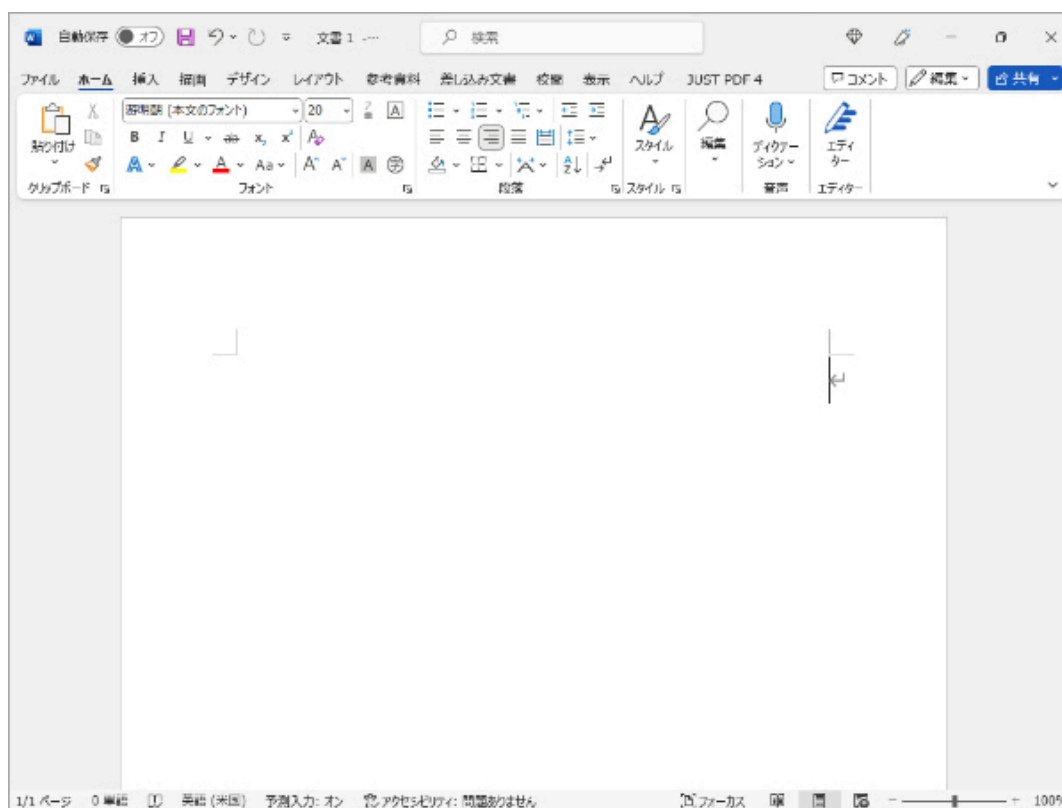 自動保存 オフ 文書 1 .... 検索
ファイル ホーム 挿入 描画 デザイン レイアウト 参考資料 差し込み文書 校閲 表示 ヘルプ JUST PDF 4 コメント 編集 共有
游明朝 (本文のフォント) 20
貼り付け B I U ab x₂ x² A スタイル 編集 ディクテーション エディター
A A Aa A A A 字
クリップボード フォント 段落 スタイル 音声 エディター
1/1 ページ 0 単語 英語 (米国) 予測入力: オン アクセシビリティ: 問題ありません フォーカス 100%